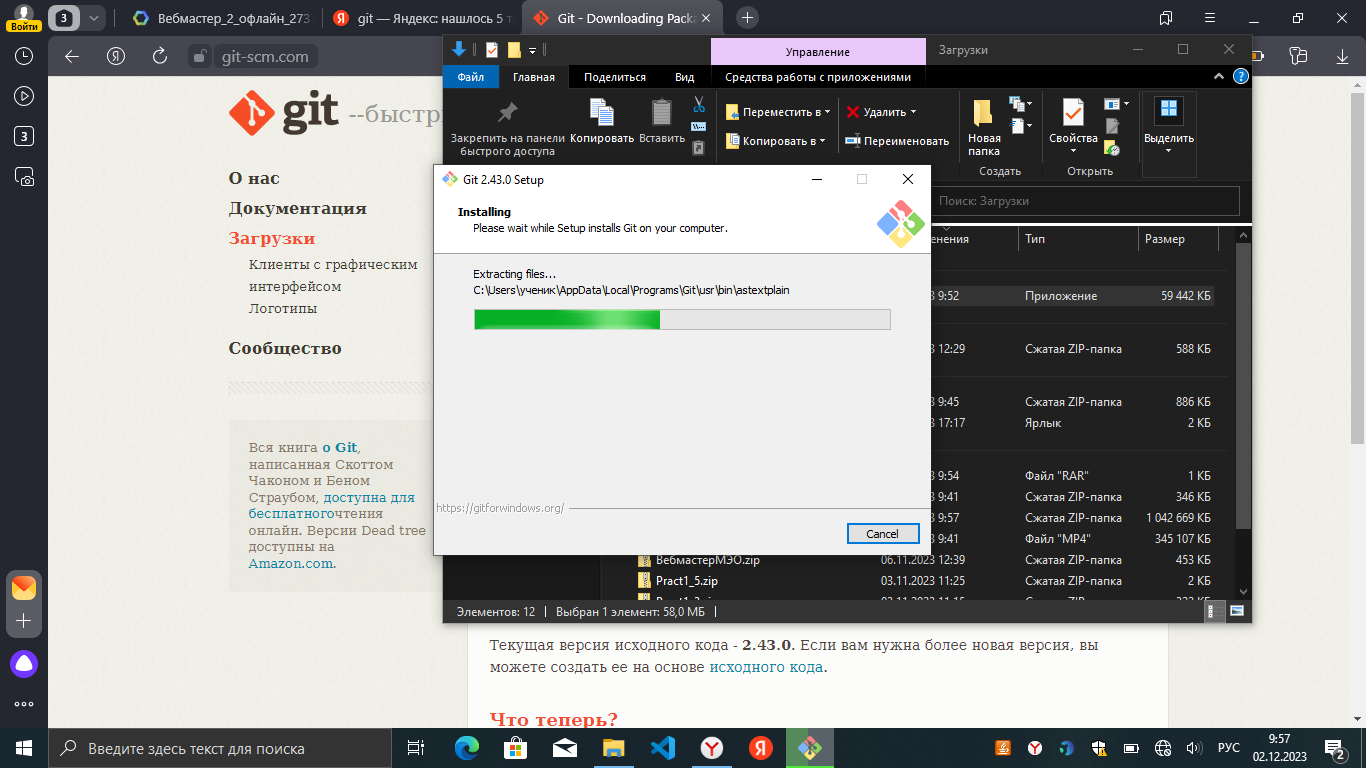 Войти
3
Вебмастер_2_офлайн_273
git — Яндекс: нашлось 5 т
Git - Downloading Packa
git-scm.com
3
git --быстри
О нас
Документация
Загрузки
Клиенты с графическим
интерфейсом
Логотипы
Сообщество
Вся книга о Git,
написанная Скоттом
Чаконом и Беном
Страубом, доступна для
бесплатногочтения
онлайн. Версии Dead tree
доступны на
Amazon.com.
Управление
Загрузки
Файл
Главная
Поделиться
Вид
Средства работы с приложениями
Закрепить на панели
быстрого доступа
Копировать
Вставить
Переместить в
Копировать в
Удалить
Переименовать
Новая
папка
Создать
Свойства
Открыть
Выделить
Поиск: Загрузки
енения
Тип
Размер
9:52 Приложение 59 442 КБ
12:29 Сжатая ZIP-папка 588 КБ
9:45 Сжатая ZIP-папка 886 КБ
17:17 Ярлык 2 КБ
9:54 Файл "RAR" 1 КБ
9:41 Сжатая ZIP-папка 346 КБ
9:57 Сжатая ZIP-папка 1 042 669 КБ
9:41 Файл "MP4" 345 107 КБ
ВебмастерМЭО.zip 06.11.2023 12:39 Сжатая ZIP-папка 453 КБ
Pract1_5.zip 03.11.2023 11:25 Сжатая ZIP-папка 2 КБ
Элементов: 12
Выбран 1 элемент: 58,0 МБ
Git 2.43.0 Setup
Installing
Please wait while Setup installs Git on your computer.
Extracting files...
C:\Users\ученик\AppData\Local\Programs\Git\usr\bin\astextplain
https://gitforwindows.org/
Cancel
Текущая версия исходного кода - 2.43.0. Если вам нужна более новая версия, вы
можете создать ее на основе исходного кода.
Что теперь?
Введите здесь текст для поиска
РУС
9:57
02.12.2023
2